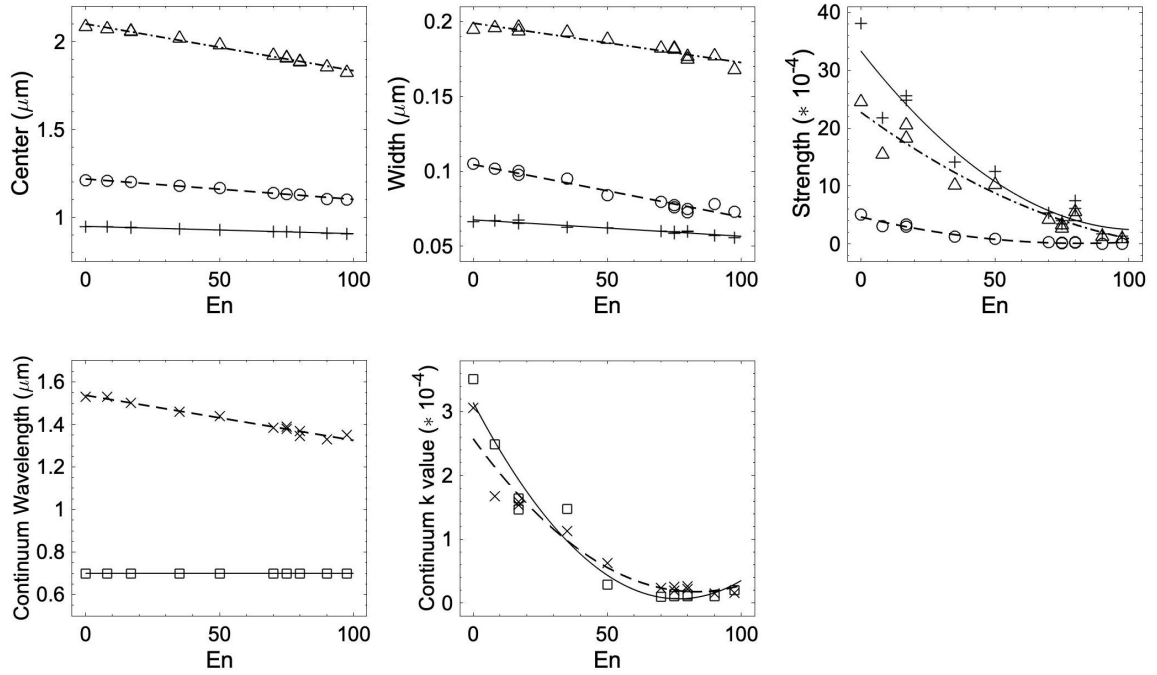 Center (μm)
2
1.5
1
0 50 100
En
Width (μm)
0.2
0.15
0.1
0.05
0 50 100
En
Strength (* 10⁻⁴)
40
30
20
10
0
0 50 100
En
Continuum Wavelength (μm)
1.6
1.4
1.2
1
0.8
0.6
0 50 100
En
Continuum k value (* 10⁻⁴)
3
2
1
0
0 50 100
En